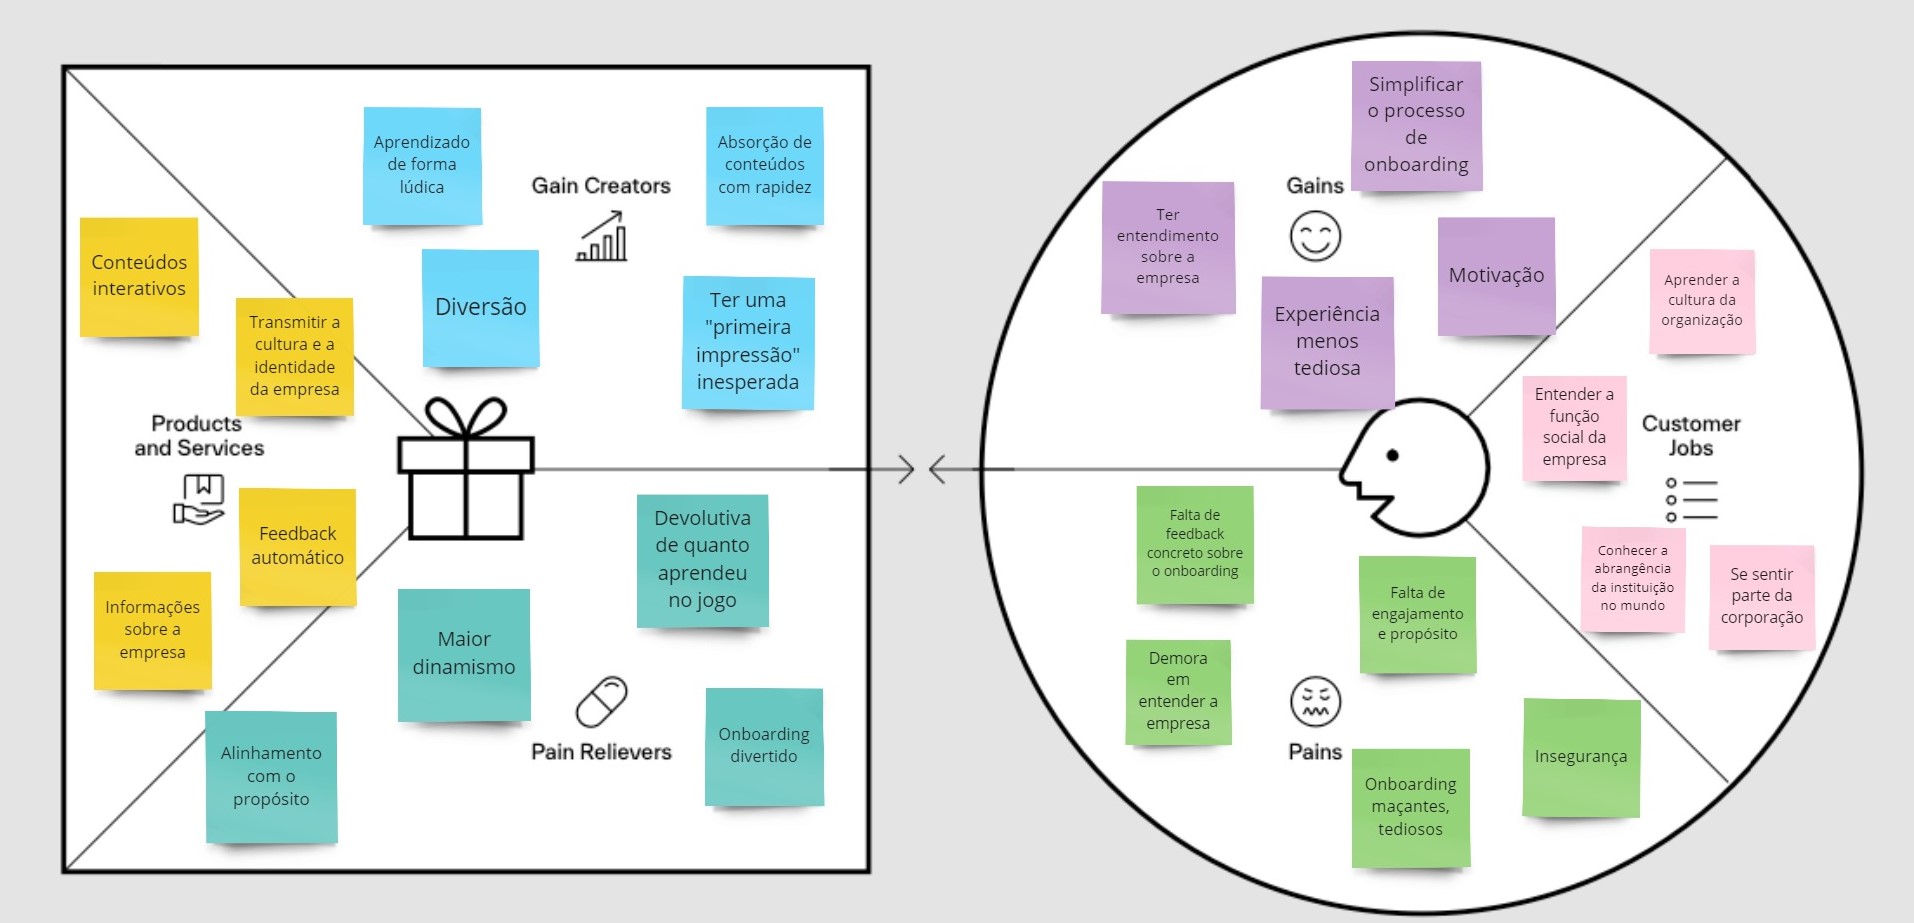 Aprendizado
de forma
lúdica
Gain Creators
Absorção de
conteúdos
com rapidez
Conteúdos
interativos
Transmitir a
cultura e a
identidade
da empresa
Diversão
Ter uma
"primeira
impressão"
inesperada
Products
and Services
Feedback
automático
Informações
sobre a
empresa
Devolutiva
de quanto
aprendeu
no jogo
Maior
dinamismo
Pain Relievers
Onboarding
divertido
Alinhamento
com o
propósito
Simplificar
o processo
de
onboarding
Gains
Ter
entendimento
sobre a
empresa
Motivação
Experiência
menos
tediosa
Aprender a
cultura da
organização
Entender a
função
social da
empresa
Customer
Jobs
Conhecer a
abrangência
da instituição
no mundo
Se sentir
parte da
corporação
Falta de
feedback
concreto sobre
o onboarding
Falta de
engajamento
e propósito
Demora
em
entender a
empresa
Pains
Insegurança
Onboarding
maçantes,
tediosos